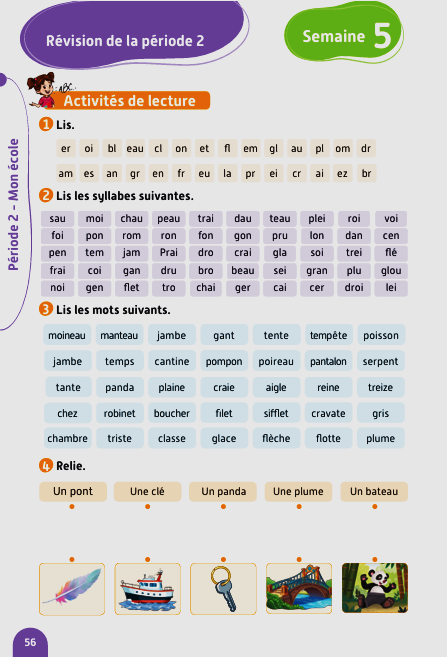 Révision de la période 2
Semaine 5
ABC
Activités de lecture
Période 2 - Mon école
1 Lis.
er oi bl eau cl on et fl em gl au pl om dr
am es an gr en fr eu la pr ei cr ai ez br
2 Lis les syllabes suivantes.
sau moi chau peau trai dau teau plei roi voi
foi pon rom ron fon gon pru lon dan cen
pen tem jam Prai dro crai gla soi trei flé
frai coi gan dru bro beau sei gran plu glou
noi gen flet tro chai ger cai cer droi lei
3 Lis les mots suivants.
moineau manteau jambe gant tente tempête poisson
jambe temps cantine pompon poireau pantalon serpent
tante panda plaine craie aigle reine treize
chez robinet boucher filet sifflet cravate gris
chambre triste classe glace flèche flotte plume
4 Relie.
Un pont Une clé Un panda Une plume Un bateau
56